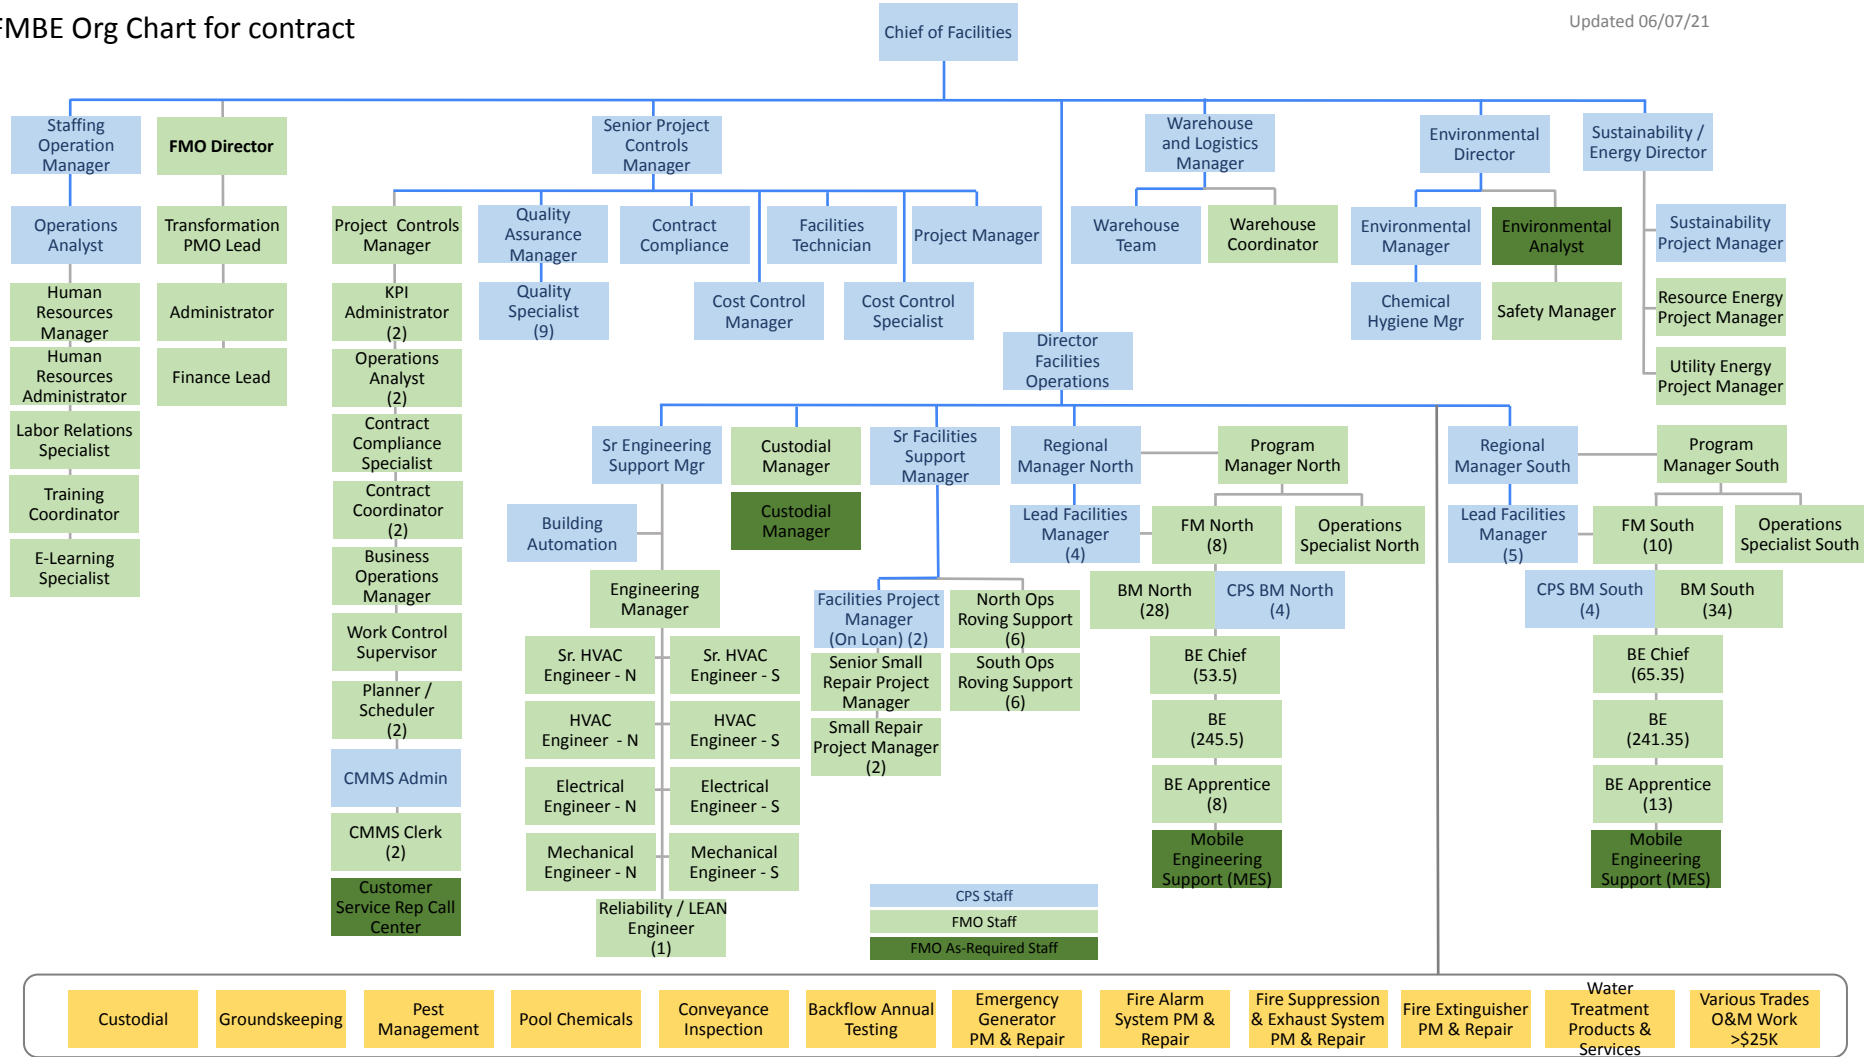 FMBE Org Chart for contract
Updated 06/07/21
Chief of Facilities
Staffing
Operation
Manager
FMO Director
Senior Project
Controls
Manager
Warehouse
and Logistics
Manager
Environmental
Director
Sustainability /
Energy Director
Operations
Analyst
Transformation
PMO Lead
Project  Controls
Manager
Quality
Assurance
Manager
Contract
Compliance
Facilities
Technician
Project Manager
Warehouse
Team
Warehouse
Coordinator
Environmental
Manager
Environmental
Analyst
Sustainability
Project Manager
Human
Resources
Manager
Administrator
KPI
Administrator
(2)
Quality
Specialist
(9)
Cost Control
Manager
Cost Control
Specialist
Chemical
Hygiene Mgr
Safety Manager
Resource Energy
Project Manager
Human
Resources
Administrator
Finance Lead
Operations
Analyst
(2)
Director
Facilities
Operations
Utility Energy
Project Manager
Labor Relations
Specialist
Contract
Compliance
Specialist
Sr Engineering
Support Mgr
Custodial
Manager
Sr Facilities
Support
Manager
Regional
Manager North
Program
Manager North
Regional
Manager South
Program
Manager South
Training
Coordinator
Contract
Coordinator
(2)
Building
Automation
Custodial
Manager
Lead Facilities
Manager
(4)
FM North
(8)
Operations
Specialist North
Lead Facilities
Manager
(5)
FM South
(10)
Operations
Specialist South
E-Learning
Specialist
Business
Operations
Manager
Engineering
Manager
Facilities Project
Manager
(On Loan) (2)
North Ops
Roving Support
(6)
BM North
(28)
CPS BM North
(4)
CPS BM South
(4)
BM South
(34)
Work Control
Supervisor
Sr. HVAC
Engineer - N
Sr. HVAC
Engineer - S
Senior Small
Repair Project
Manager
South Ops
Roving Support
(6)
BE Chief
(53.5)
BE Chief
(65.35)
Planner /
Scheduler
(2)
HVAC
Engineer  - N
HVAC
Engineer - S
Small Repair
Project Manager
(2)
BE
(245.5)
BE
(241.35)
CMMS Admin
Electrical
Engineer - N
Electrical
Engineer - S
BE Apprentice
(8)
BE Apprentice
(13)
CMMS Clerk
(2)
Mechanical
Engineer - N
Mechanical
Engineer - S
Mobile
Engineering
Support (MES)
Mobile
Engineering
Support (MES)
Customer
Service Rep Call
Center
Reliability / LEAN
Engineer
(1)
CPS Staff
FMO Staff
FMO As-Required Staff
Custodial
Groundskeeping
Pest
Management
Pool Chemicals
Conveyance
Inspection
Backflow Annual
Testing
Emergency
Generator
PM & Repair
Fire Alarm
System PM &
Repair
Fire Suppression
& Exhaust System
PM & Repair
Fire Extinguisher
PM & Repair
Water
Treatment
Products &
Services
Various Trades
O&M Work
>$25K